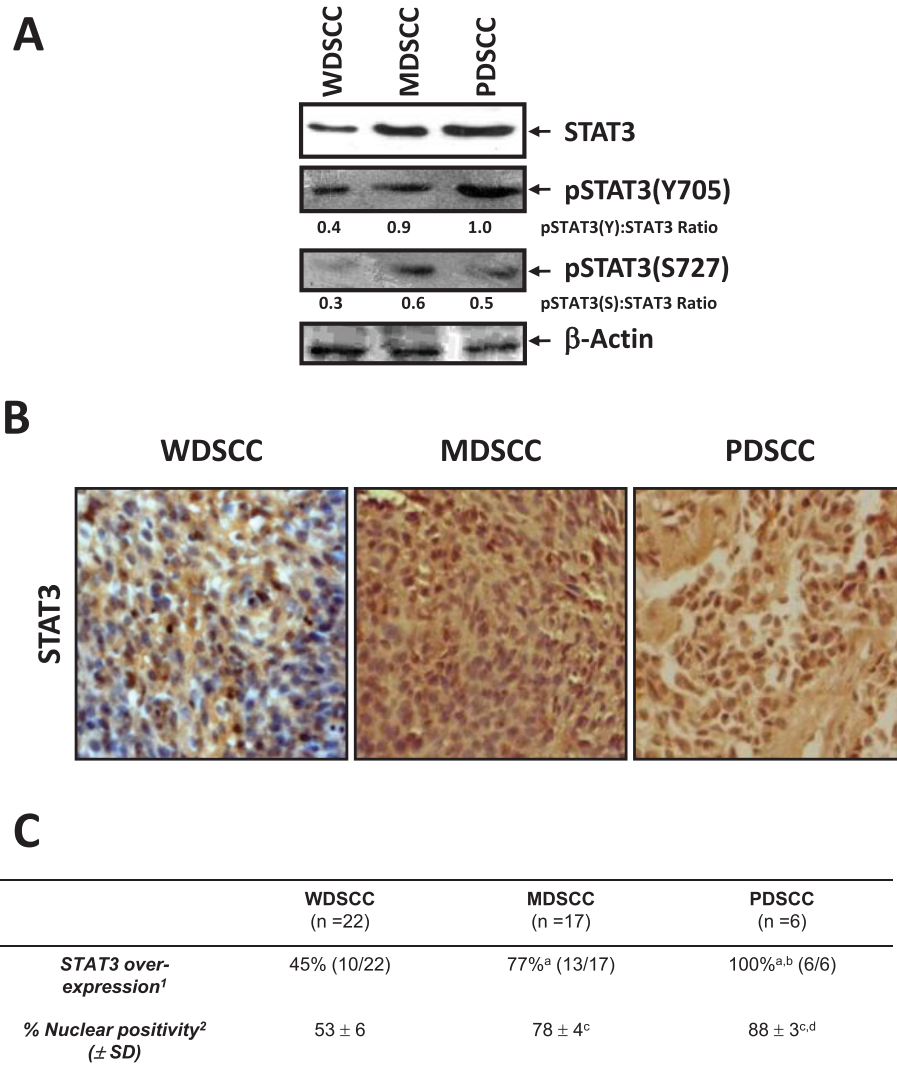 A
WDSCC MDSCC PDSCC
STAT3
pSTAT3(Y705)
0.4 0.9 1.0 pSTAT3(Y):STAT3 Ratio
pSTAT3(S727)
0.3 0.6 0.5 pSTAT3(S):STAT3 Ratio
β-Actin
B
WDSCC MDSCC PDSCC
STAT3
C
WDSCC MDSCC PDSCC
(n =22) (n =17) (n =6)
STAT3 over- 45% (10/22) 77%ᵃ (13/17) 100%ᵃ,ᵇ (6/6)
expression¹
% Nuclear positivity² 53 ± 6 78 ± 4ᶜ 88 ± 3ᶜ,ᵈ
(± SD)